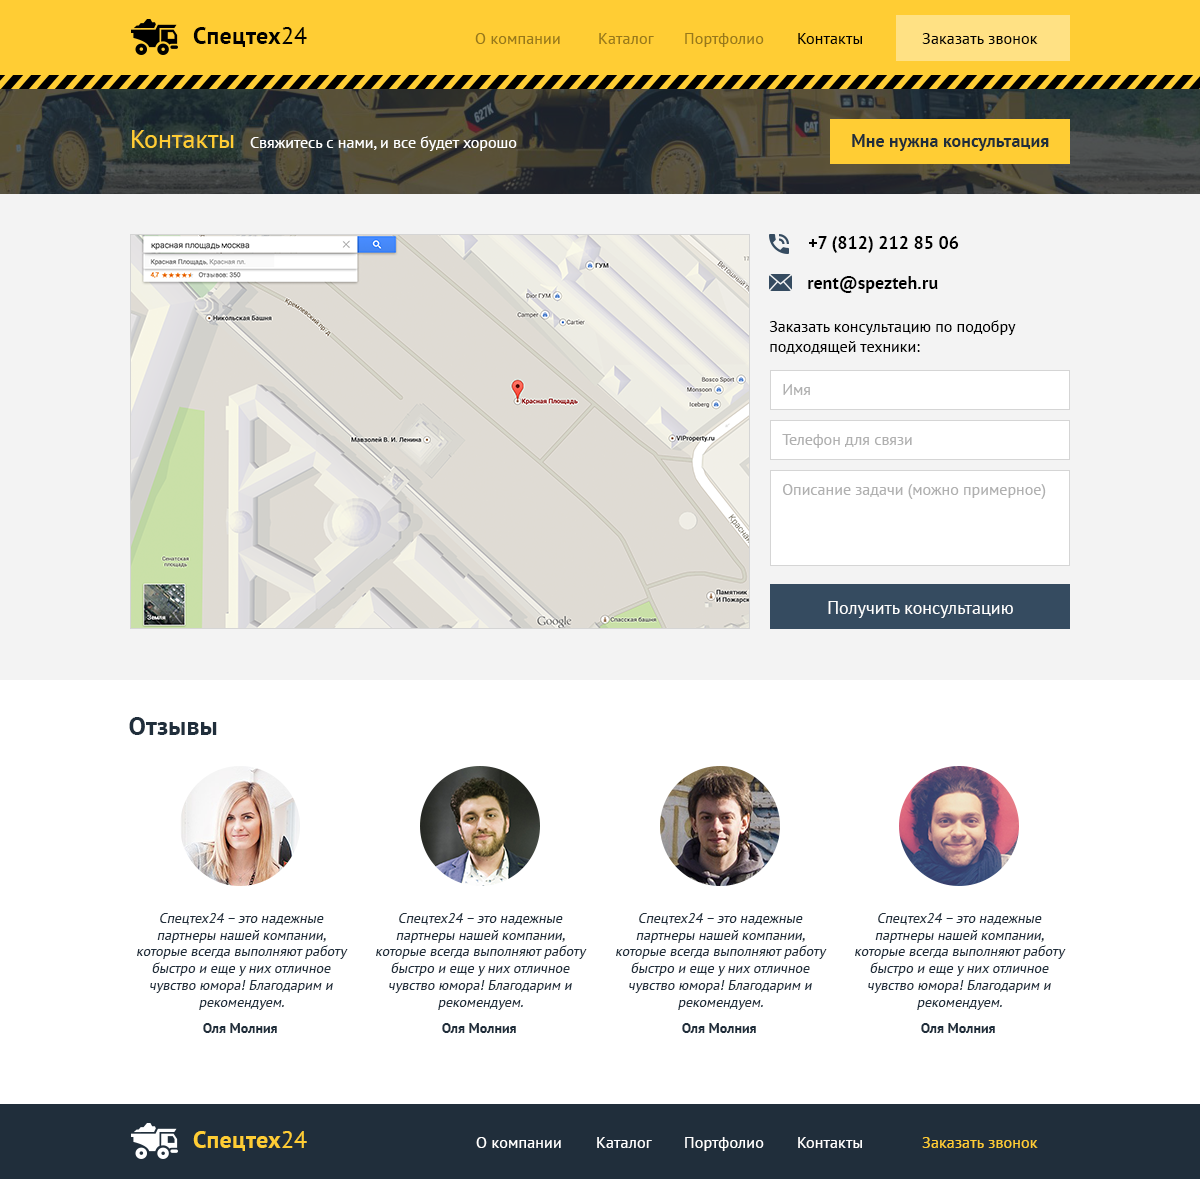 Спецтех24
О компании
Каталог
Портфолио
Контакты
Заказать звонок
627K
CAT
Контакты
Свяжитесь с нами, и все будет хорошо
Мне нужна консультация
красная площадь москва
Красная Площадь, Красная пл.
4,7 ★★★★★ Отзывов: 350
ГУМ
Dior ГУМ
Camper
Cartier
Кремлевский пр-д
Никольская Башня
Bosco Sport
Monsoon
Iceberg
Красная Площадь
Мавзолей В. И. Ленина
VIProperty.ru
Сенатская
площадь
Земля
Google
Спасская башня
Памятник
И Пожарск
+7 (812) 212 85 06
rent@spezteh.ru
Заказать консультацию по подобру
подходящей техники:
Имя
Телефон для связи
Описание задачи (можно примерное)
Получить консультацию
Отзывы
Спецтех24 – это надежные
партнеры нашей компании,
которые всегда выполняют работу
быстро и еще у них отличное
чувство юмора! Благодарим и
рекомендуем.
Оля Молния
Спецтех24 – это надежные
партнеры нашей компании,
которые всегда выполняют работу
быстро и еще у них отличное
чувство юмора! Благодарим и
рекомендуем.
Оля Молния
Спецтех24 – это надежные
партнеры нашей компании,
которые всегда выполняют работу
быстро и еще у них отличное
чувство юмора! Благодарим и
рекомендуем.
Оля Молния
Спецтех24 – это надежные
партнеры нашей компании,
которые всегда выполняют работу
быстро и еще у них отличное
чувство юмора! Благодарим и
рекомендуем.
Оля Молния
Спецтех24
О компании
Каталог
Портфолио
Контакты
Заказать звонок